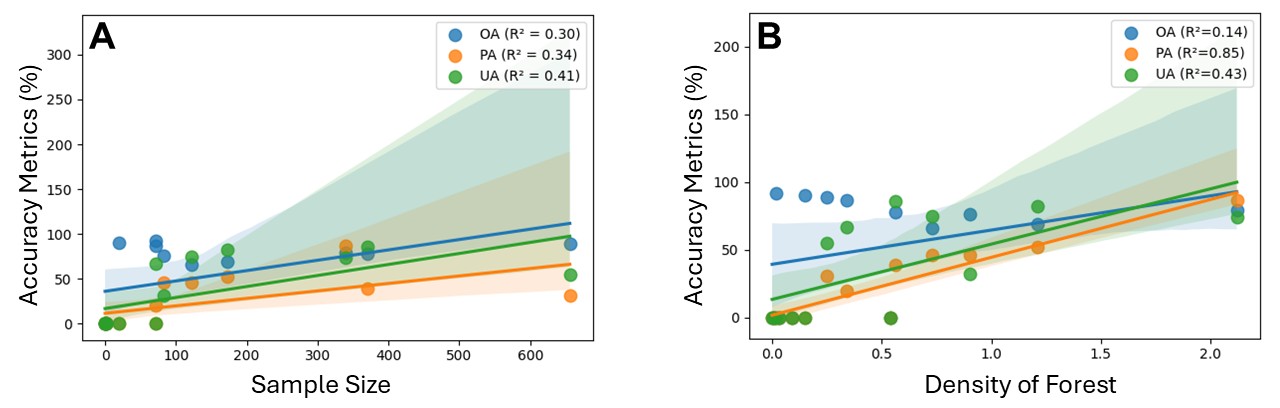 A
OA (R² = 0.30)
PA (R² = 0.34)
UA (R² = 0.41)
Accuracy Metrics (%)
300
250
200
150
100
50
0
0 100 200 300 400 500 600
Sample Size
B
OA (R²=0.14)
PA (R²=0.85)
UA (R²=0.43)
Accuracy Metrics (%)
200
150
100
50
0
0.0 0.5 1.0 1.5 2.0
Density of Forest